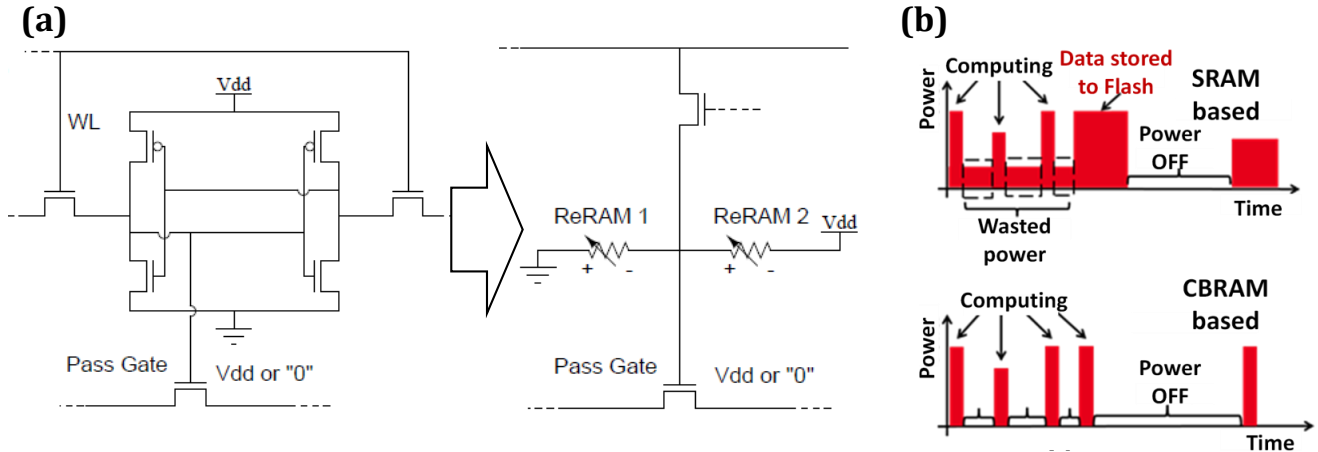 (a)
WL
Vdd
Pass Gate
Vdd or "0"
ReRAM 1
ReRAM 2
Vdd
+ -
+ -
Pass Gate
Vdd or "0"
(b)
Computing
Data stored
to Flash
SRAM
based
Power
Power
OFF
Wasted
power
Time
Computing
CBRAM
based
Power
Power
OFF
Time